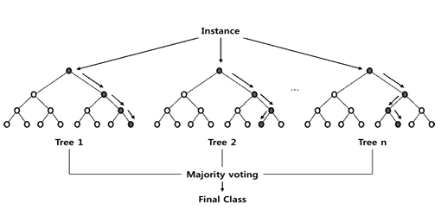 Instance
...
Tree 1
Tree 2
Tree n
Majority voting
Final Class